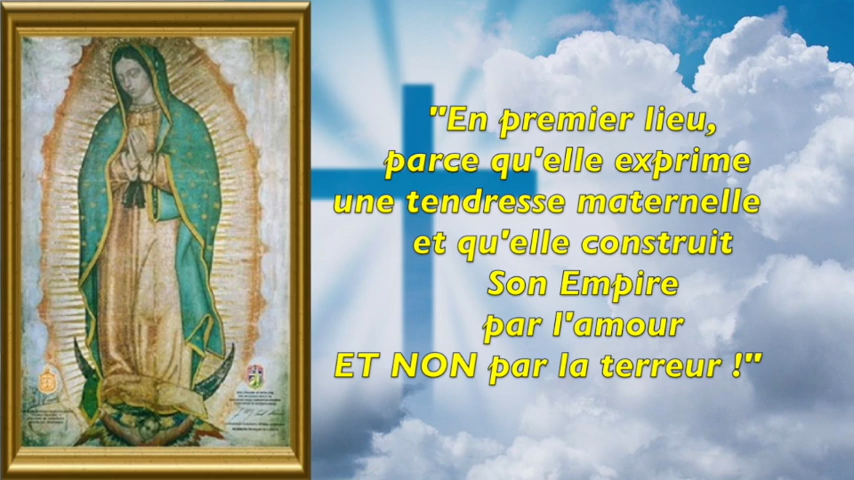 "En premier lieu,
parce qu'elle exprime
une tendresse maternelle
et qu'elle construit
Son Empire
par l'amour
ET NON par la terreur !"